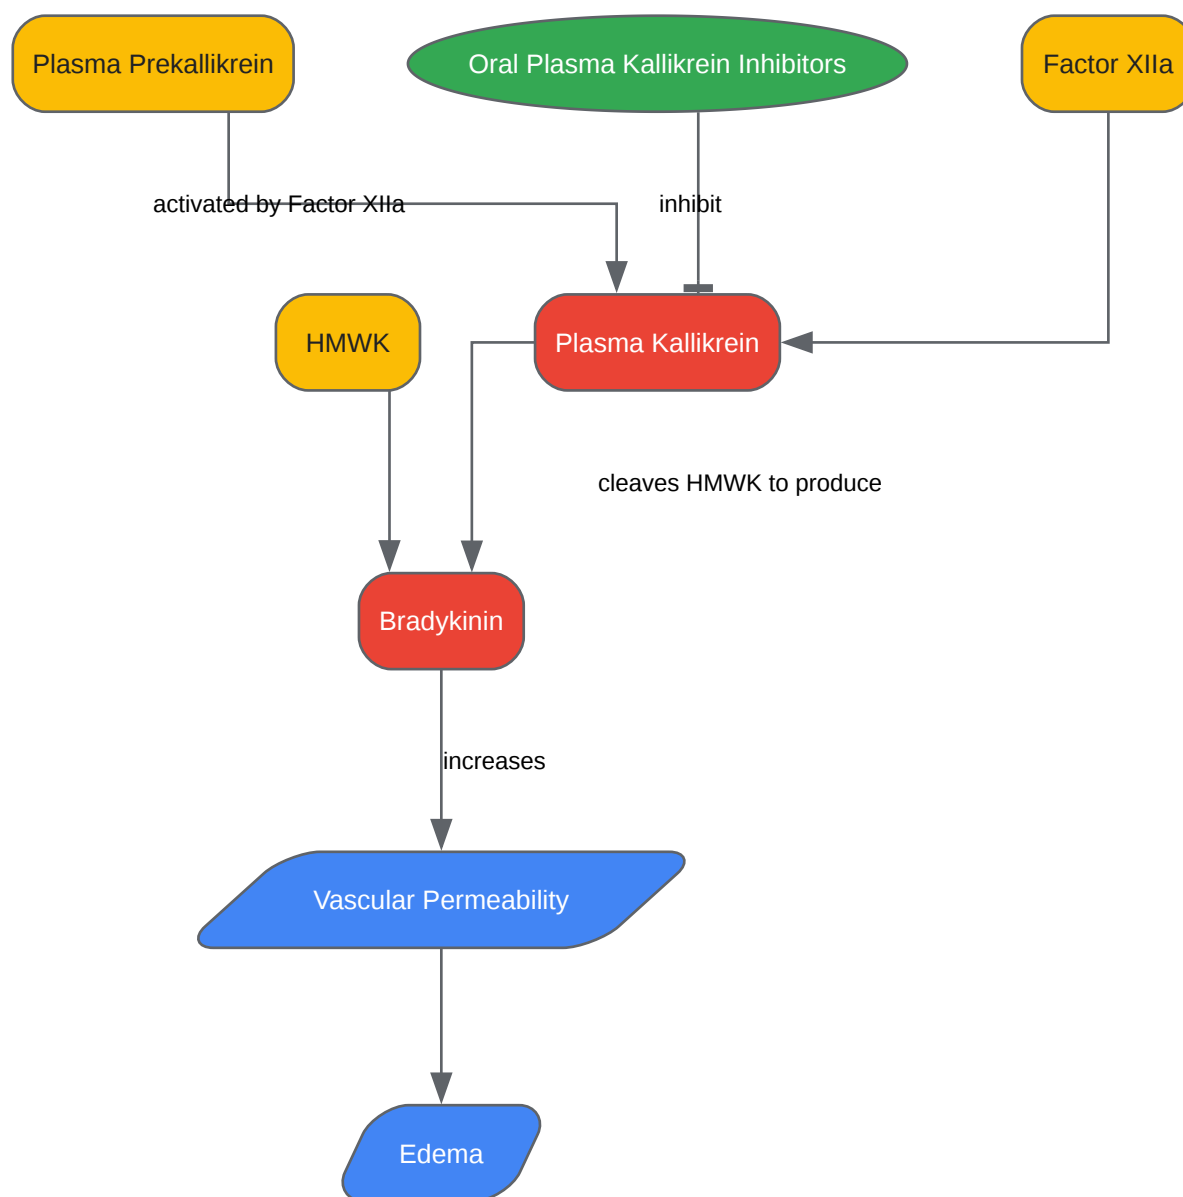 Plasma Prekallikrein
Oral Plasma Kallikrein Inhibitors
Factor XIIa
activated by Factor XIIa
inhibit
HMWK
Plasma Kallikrein
cleaves HMWK to produce
Bradykinin
increases
Vascular Permeability
Edema